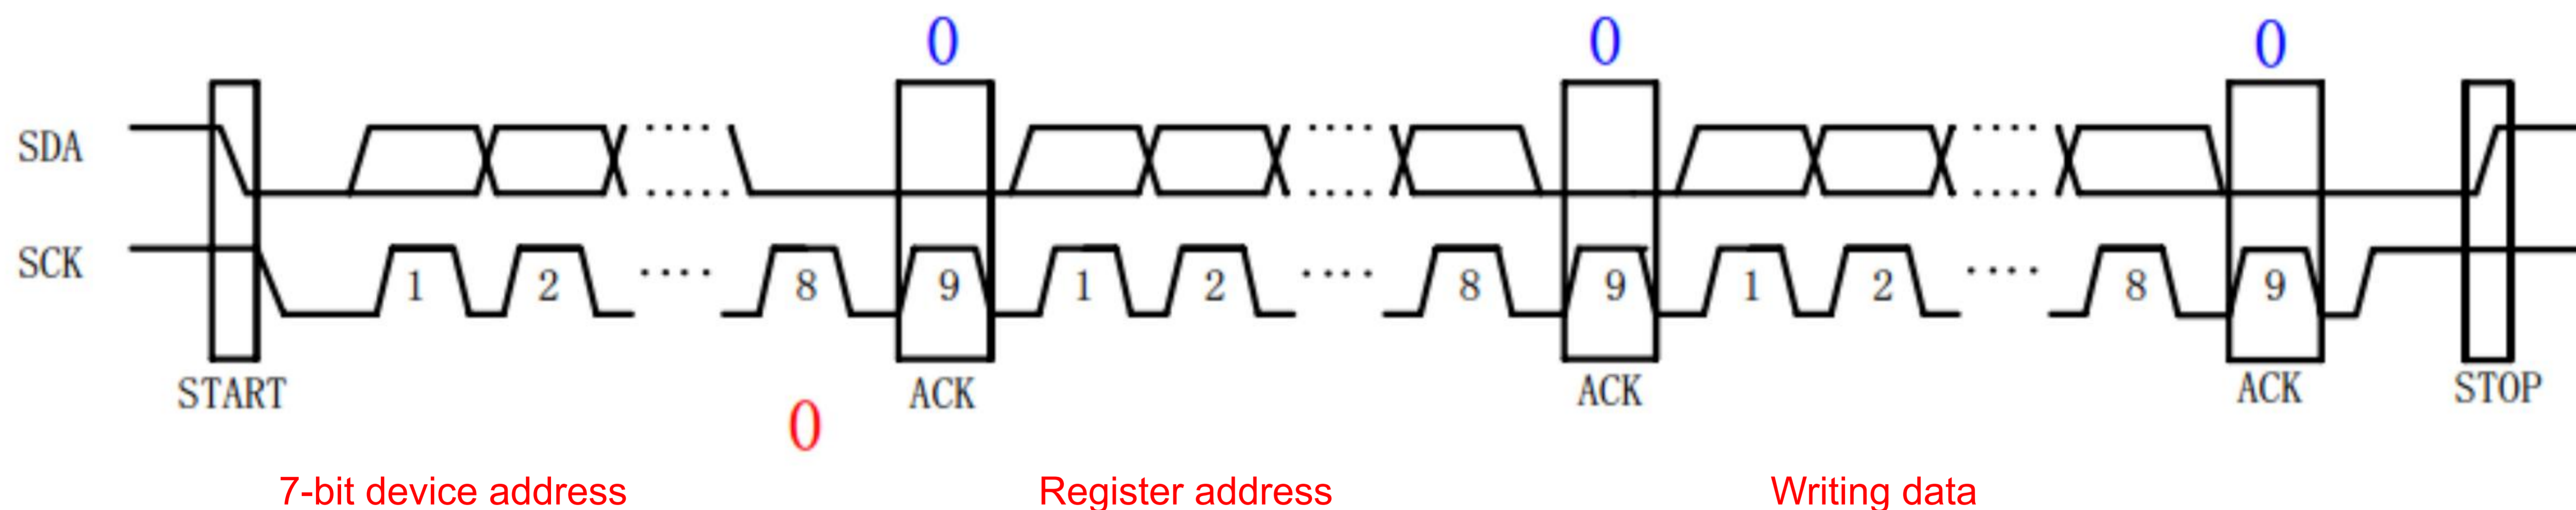 0 0 0
SDA
SCK 1 2 8 9 1 2 8 9 1 2 8 9
START ACK ACK ACK STOP
0
7-bit device address Register address Writing data